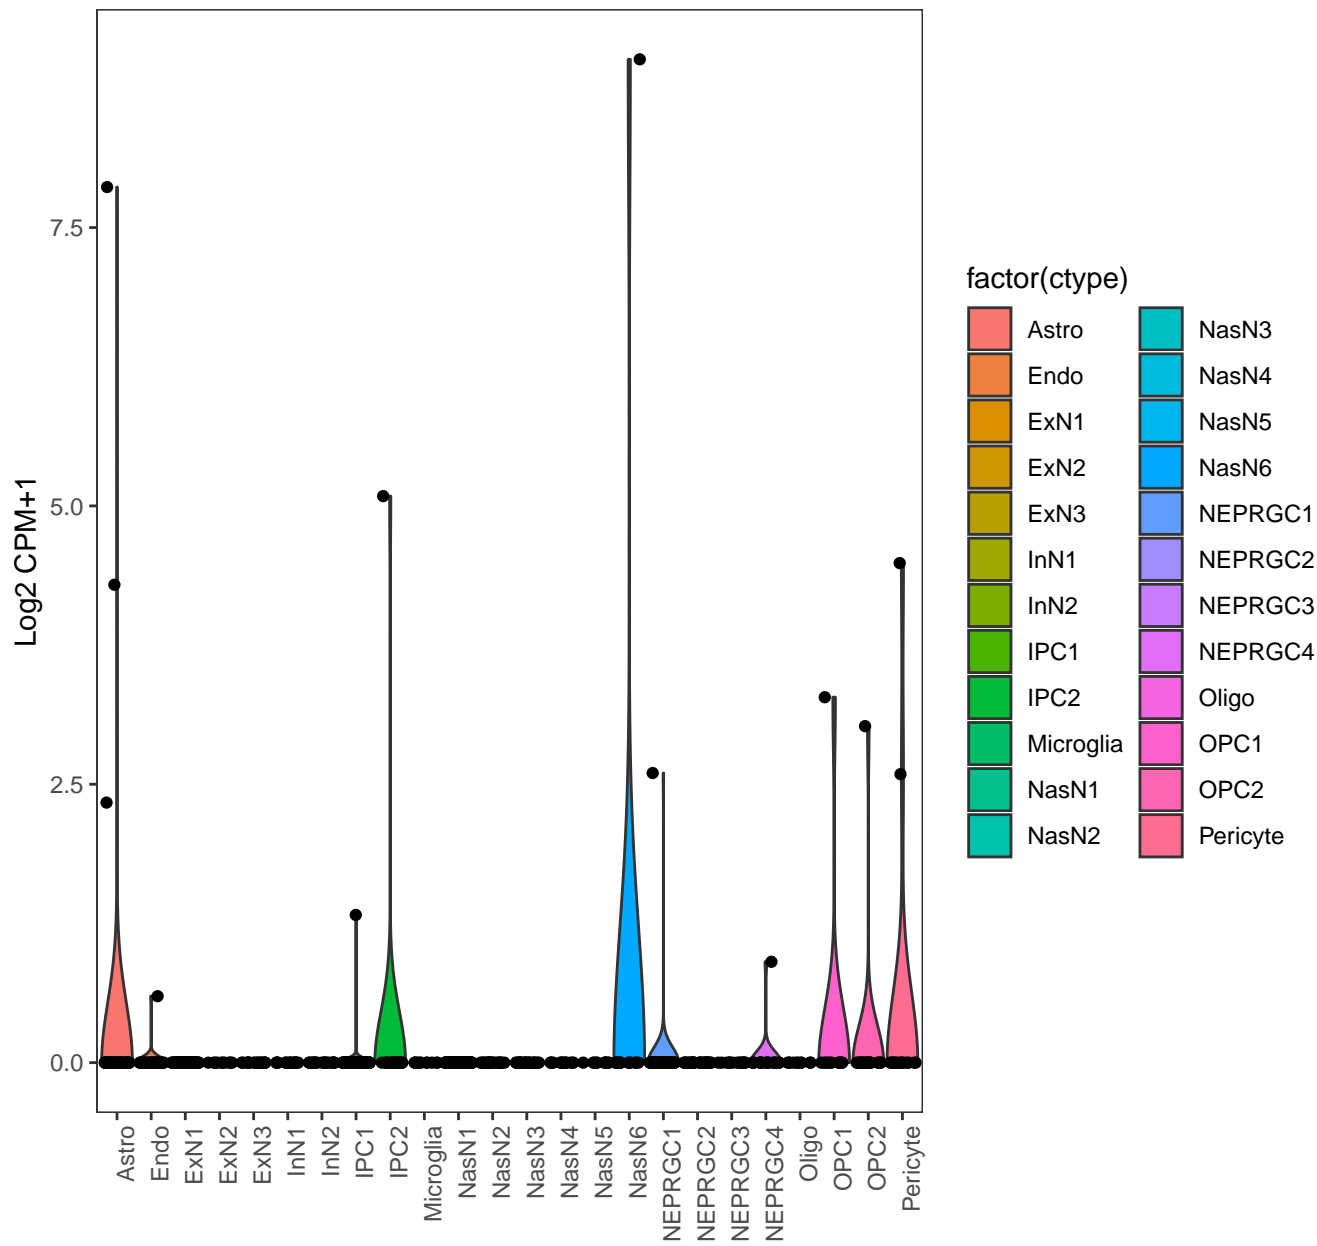 Log2 CPM+1
7.5
5.0
2.5
0.0
Astro
Endo
ExN1
ExN2
ExN3
InN1
InN2
IPC1
IPC2
Microglia
NasN1
NasN2
NasN3
NasN4
NasN5
NasN6
NEPRGC1
NEPRGC2
NEPRGC3
NEPRGC4
Oligo
OPC1
OPC2
Pericyte
factor(ctype)
Astro
Endo
ExN1
ExN2
ExN3
InN1
InN2
IPC1
IPC2
Microglia
NasN1
NasN2
NasN3
NasN4
NasN5
NasN6
NEPRGC1
NEPRGC2
NEPRGC3
NEPRGC4
Oligo
OPC1
OPC2
Pericyte